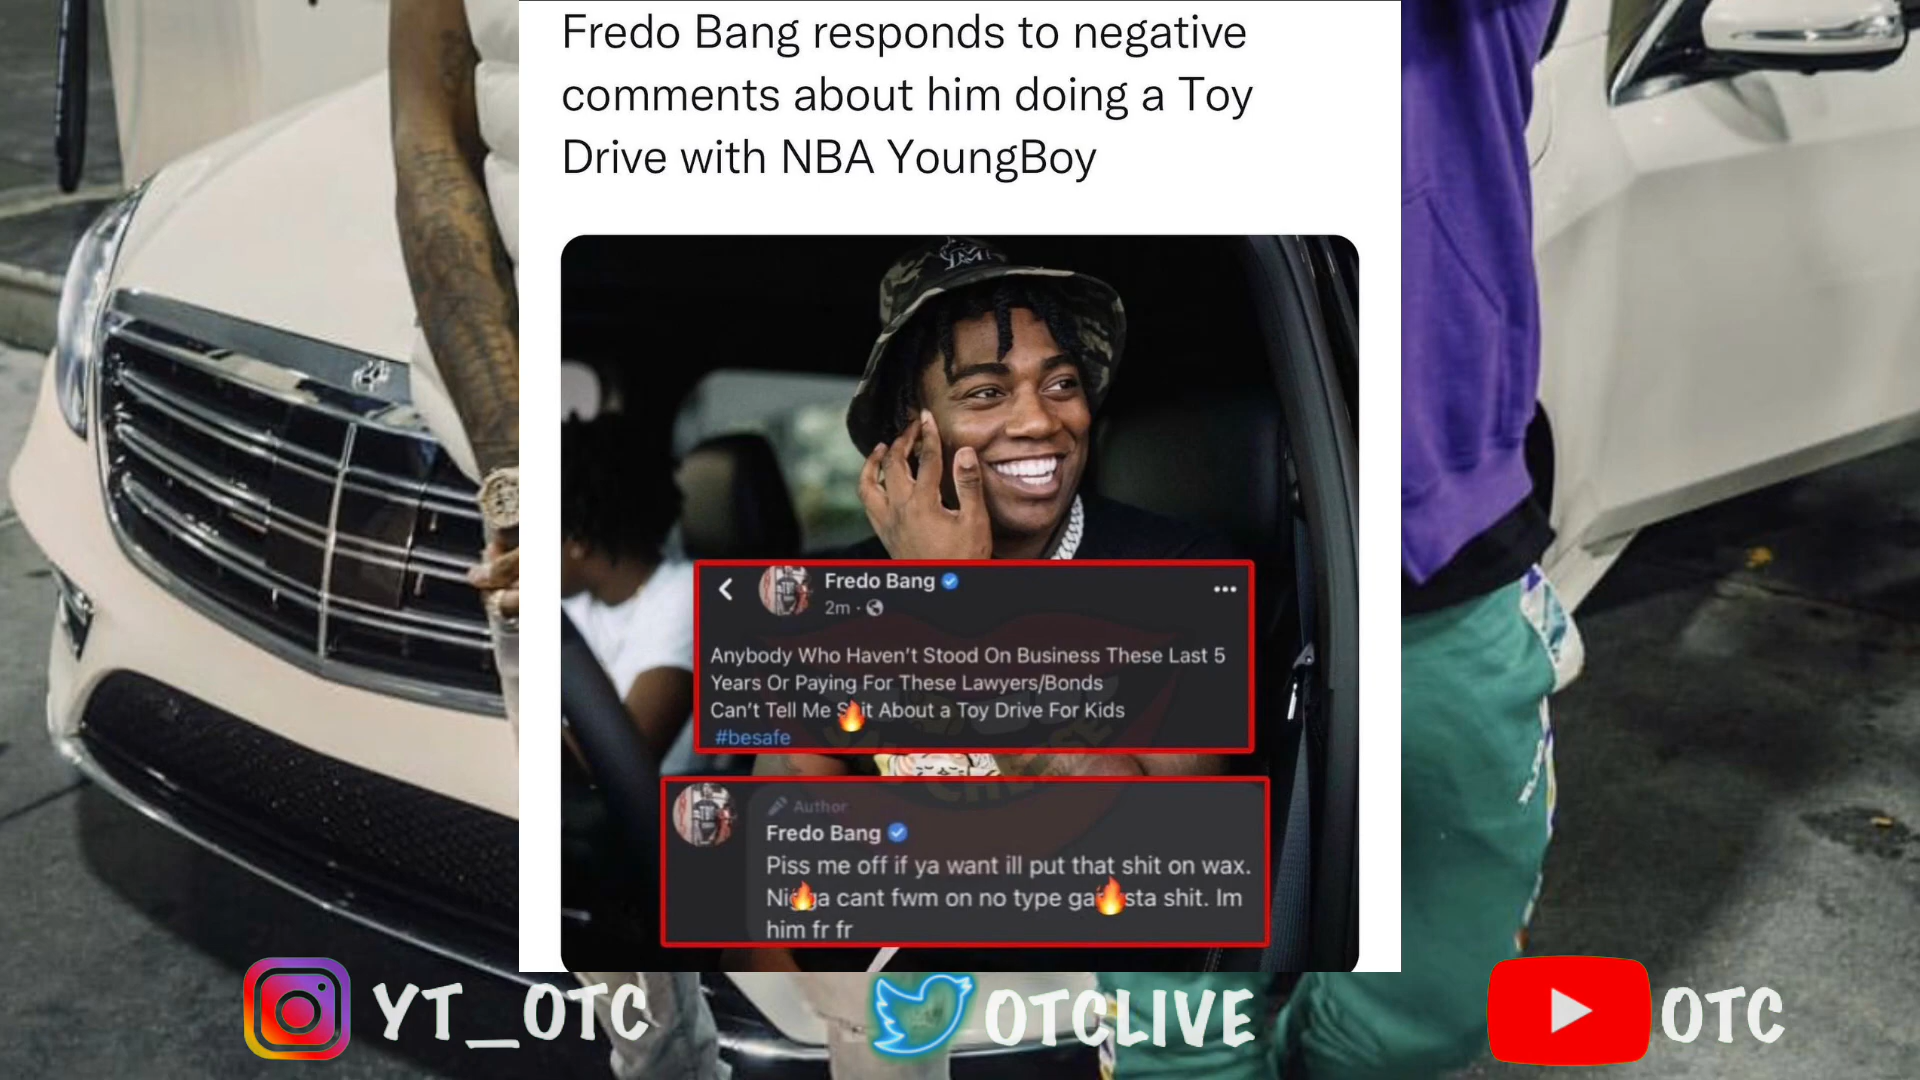 Fredo Bang responds to negative
comments about him doing a Toy
Drive with NBA YoungBoy
M
Fredo Bang
2m ·
Anybody Who Haven't Stood On Business These Last 5
Years Or Paying For These Lawyers/Bonds
Can't Tell Me S🔥it About a Toy Drive For Kids
#besafe
Author
Fredo Bang
Piss me off if ya want ill put that shit on wax.
Ni🔥ga cant fwm on no type ga🔥sta shit. Im
him fr fr
YT_OTC
OTCLIVE
OTC